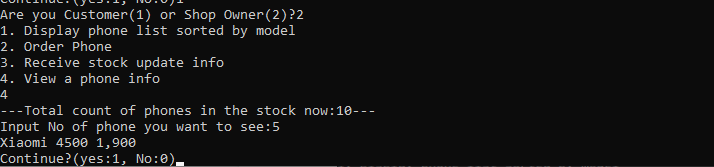 Continue?(yes:1, No:0)1
Are you Customer(1) or Shop Owner(2)?2
1. Display phone list sorted by model
2. Order Phone
3. Receive stock update info
4. View a phone info
4
---Total count of phones in the stock now:10---
Input No of phone you want to see:5
Xiaomi 4500 1,900
Continue?(yes:1, No:0)